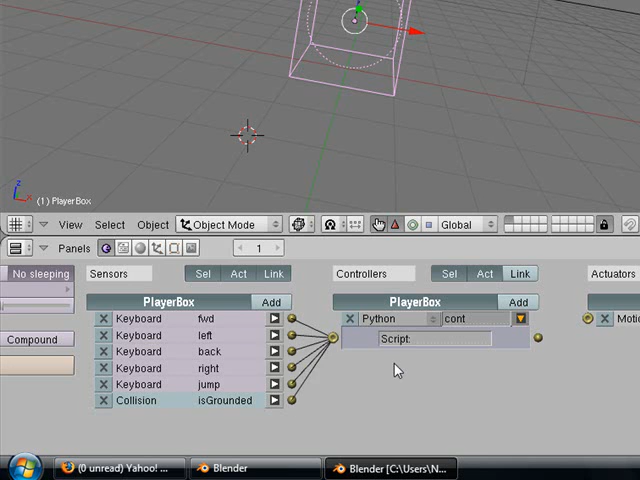 z
x
(1) PlayerBox
View Select Object Object Mode Global
Panels 1
No sleeping Sensors Sel Act Link Controllers Sel Act Link Actuators
PlayerBox Add PlayerBox Add
Keyboard fwd Python cont Motio
Compound Keyboard left Script:
Keyboard back
Keyboard right
Keyboard jump
Collision isGrounded
(0 unread) Yahoo! ... Blender Blender [C:\Users\N...